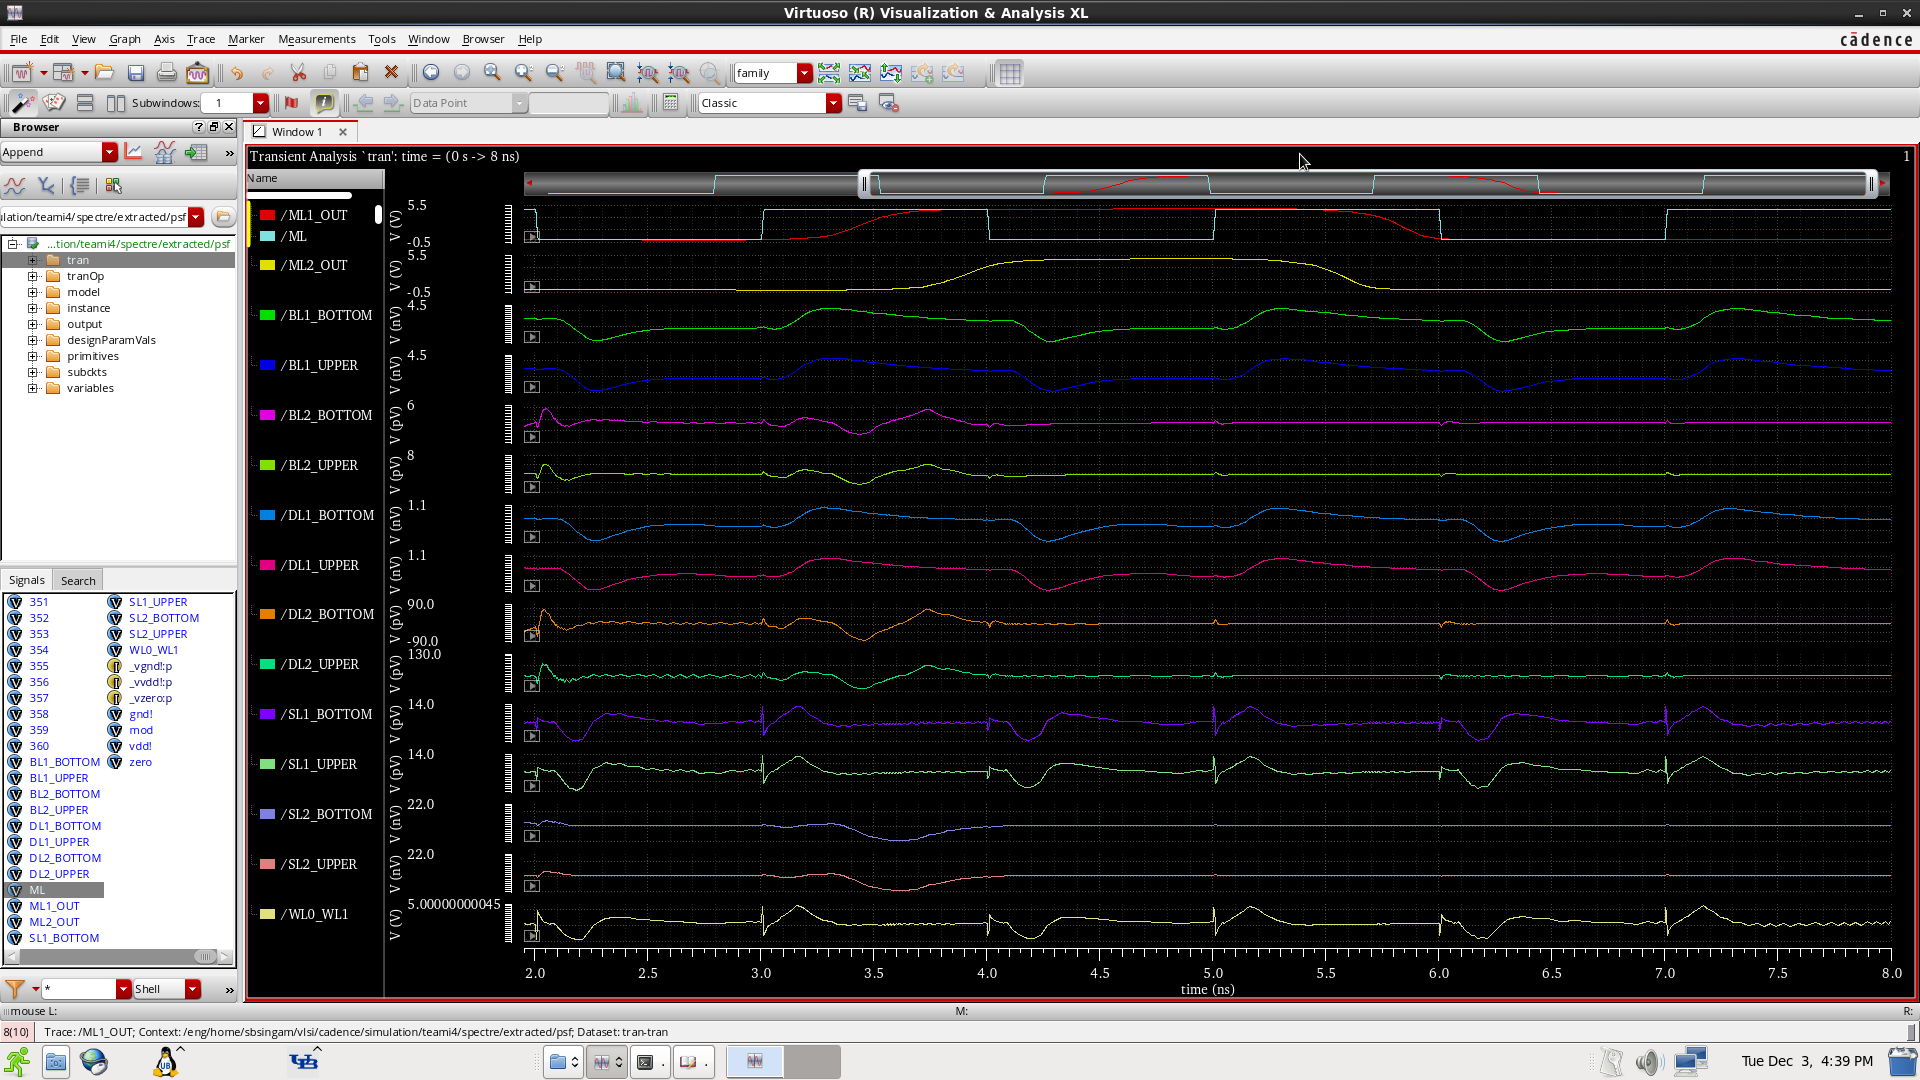 Virtuoso (R) Visualization & Analysis XL
File Edit View Graph Axis Trace Marker Measurements Tools Window Browser Help
cādence
family
Subwindows: 1
Data Point
Classic
Browser
Window 1
Append
Transient Analysis `tran': time = (0 s -> 8 ns)
1
Name
ulation/teami4/spectre/extracted/psf
...tion/teami4/spectre/extracted/psf
tran
tranOp
model
instance
output
designParamVals
primitives
subckts
variables
Signals Search
351
352
353
354
355
356
357
358
359
360
BL1_BOTTOM
BL1_UPPER
BL2_BOTTOM
BL2_UPPER
DL1_BOTTOM
DL1_UPPER
DL2_BOTTOM
DL2_UPPER
ML
ML1_OUT
ML2_OUT
SL1_BOTTOM
SL1_UPPER
SL2_BOTTOM
SL2_UPPER
WL0_WL1
_vgnd!:p
_vvdd!:p
_vzero:p
gnd!
mod
vdd!
zero
* Shell
/ML1_OUT V (V) 5.5
/ML -0.5
/ML2_OUT V (V) 5.5
-0.5
/BL1_BOTTOM V (nV) 4.5
/BL1_UPPER V (nV) 4.5
/BL2_BOTTOM V (pV) 6
/BL2_UPPER V (pV) 8
/DL1_BOTTOM V (nV) 1.1
/DL1_UPPER V (nV) 1.1
/DL2_BOTTOM V (pV) 90.0
-90.0
/DL2_UPPER V (pV) 130.0
/SL1_BOTTOM V (pV) 14.0
/SL1_UPPER V (pV) 14.0
/SL2_BOTTOM V (nV) 22.0
/SL2_UPPER V (nV) 22.0
/WL0_WL1 V (V) 5.00000000045
2.0 2.5 3.0 3.5 4.0 4.5 5.0 5.5 6.0 6.5 7.0 7.5 8.0
time (ns)
mouse L: M: R:
8(10) Trace: /ML1_OUT; Context: /eng/home/sbsingam/vlsi/cadence/simulation/teami4/spectre/extracted/psf; Dataset: tran-tran
Tue Dec 3, 4:39 PM